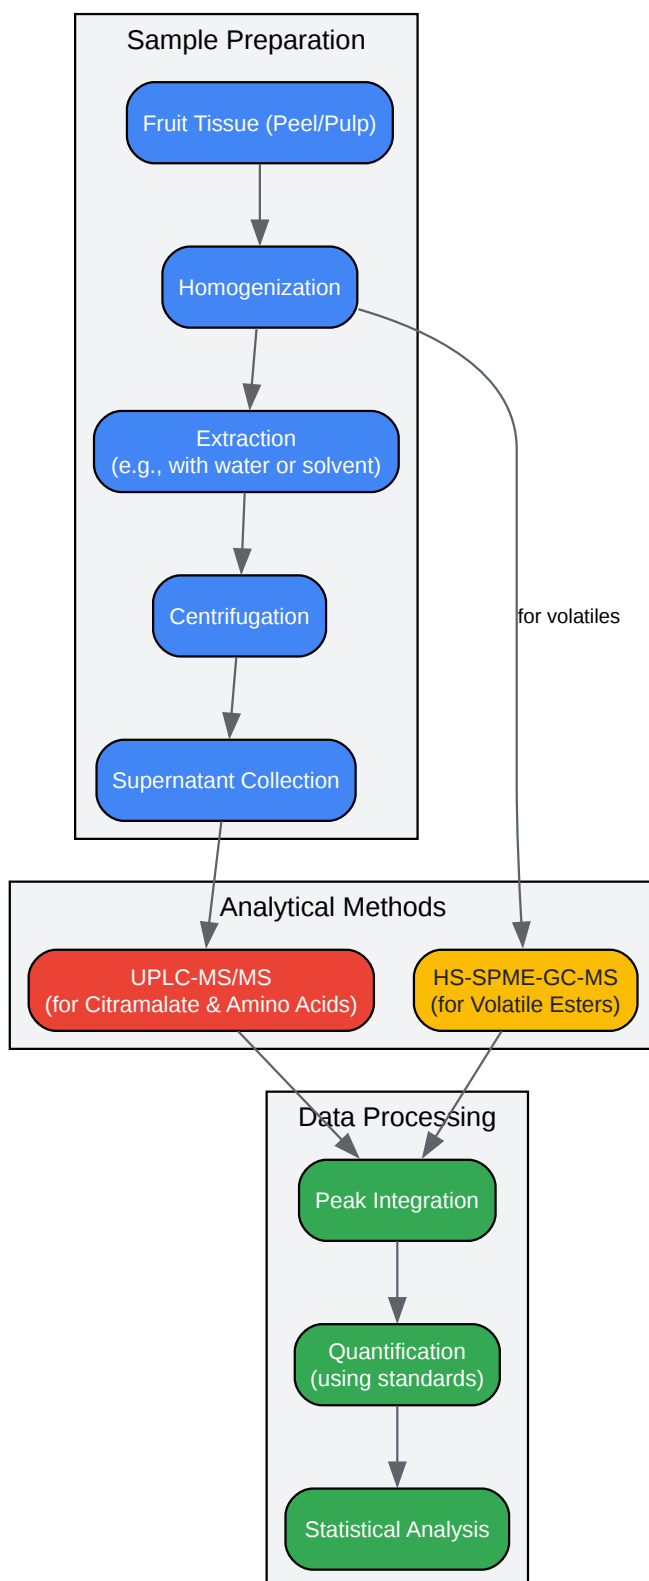 Sample Preparation
Fruit Tissue (Peel/Pulp)
Homogenization
Extraction
(e.g., with water or solvent)
Centrifugation
for volatiles
Supernatant Collection
Analytical Methods
UPLC-MS/MS
(for Citramalate & Amino Acids)
HS-SPME-GC-MS
(for Volatile Esters)
Data Processing
Peak Integration
Quantification
(using standards)
Statistical Analysis